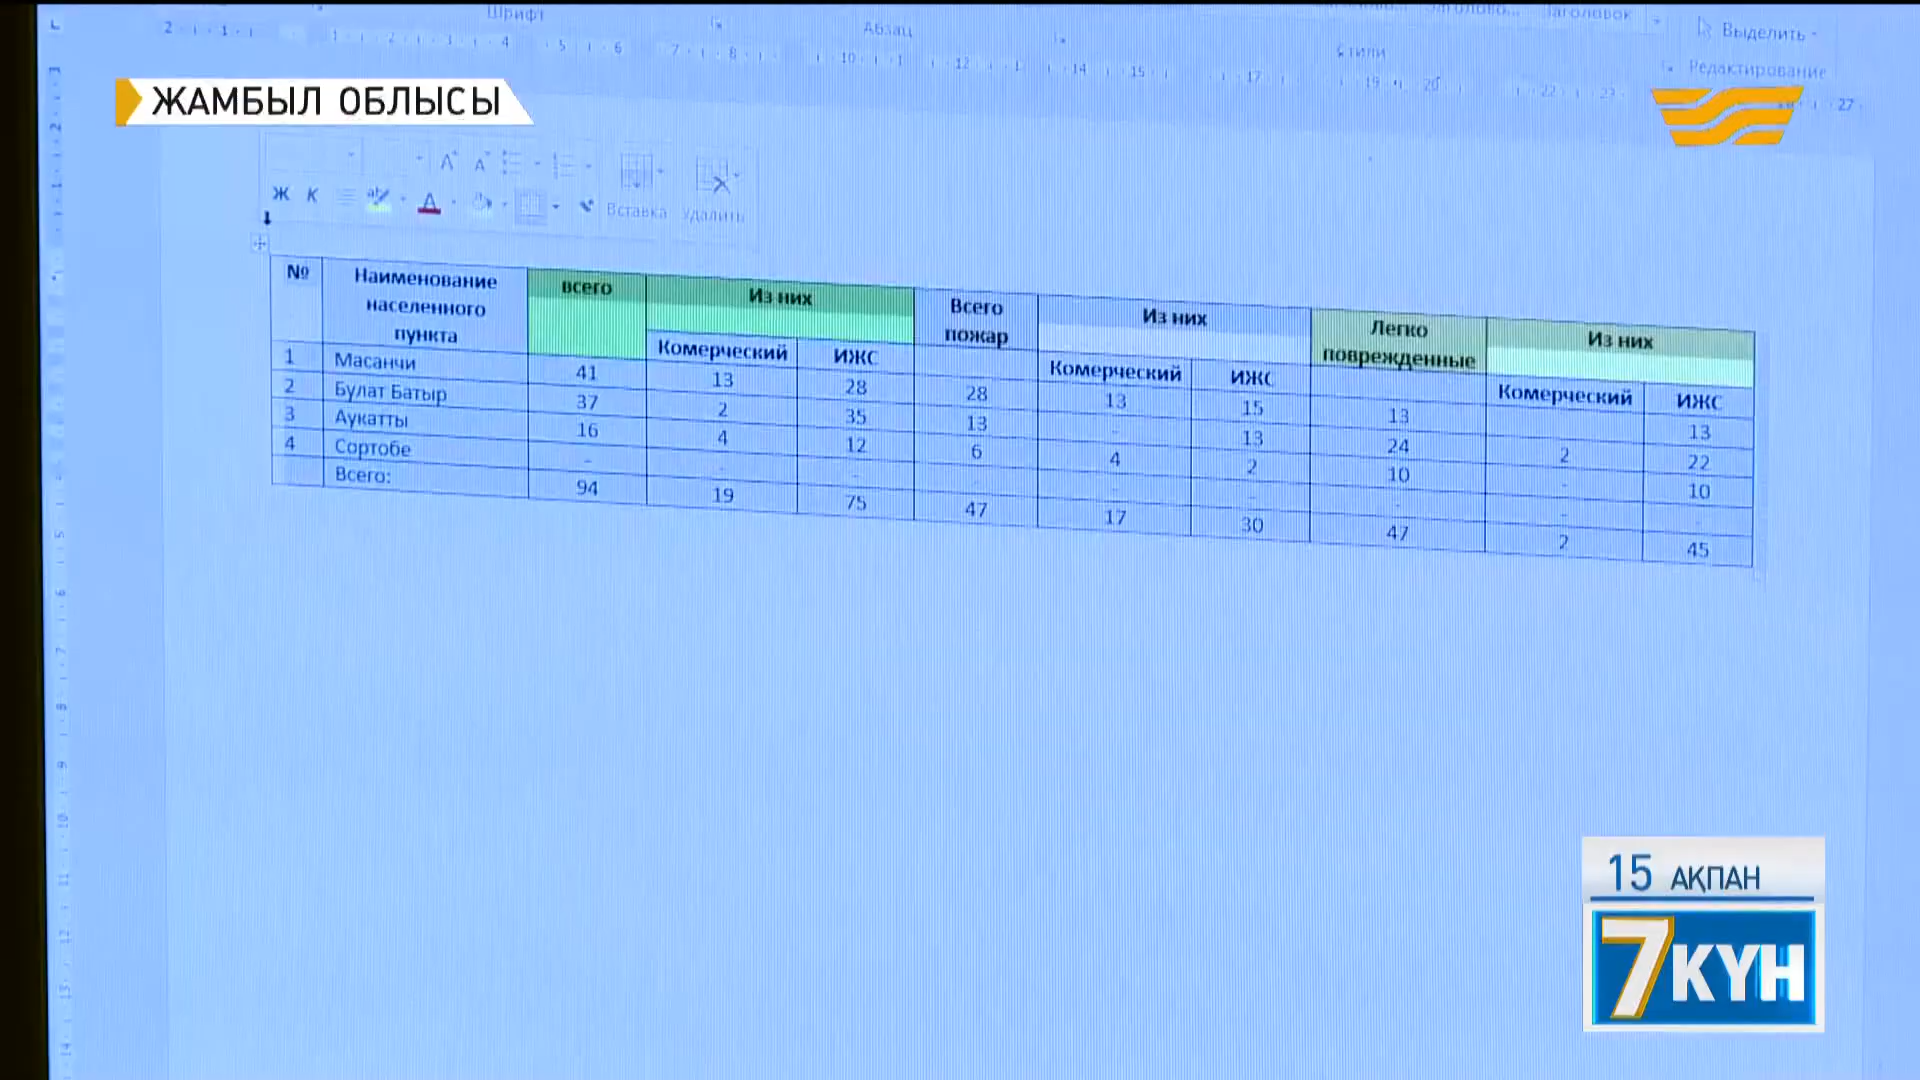 Шрифт
Абзац
Стили
Заголовок
Выделить
Редактирование
ЖАМБЫЛ ОБЛЫСЫ
Ж К
Вставка Удалить
№ Наименование населенного пункта всего Из них Всего пожар Из них Легко поврежденные Из них
Комерческий ИЖС Комерческий ИЖС Комерческий ИЖС
1 Масанчи 41 13 28 28 13 15 13 13
2 Булат Батыр 37 2 35 13 - 13 24 2 22
3 Аукатты 16 4 12 6 4 2 10 - 10
4 Сортобе - - - - - - - - -
Всего: 94 19 75 47 17 30 47 2 45
15 АҚПАН
7КҮН